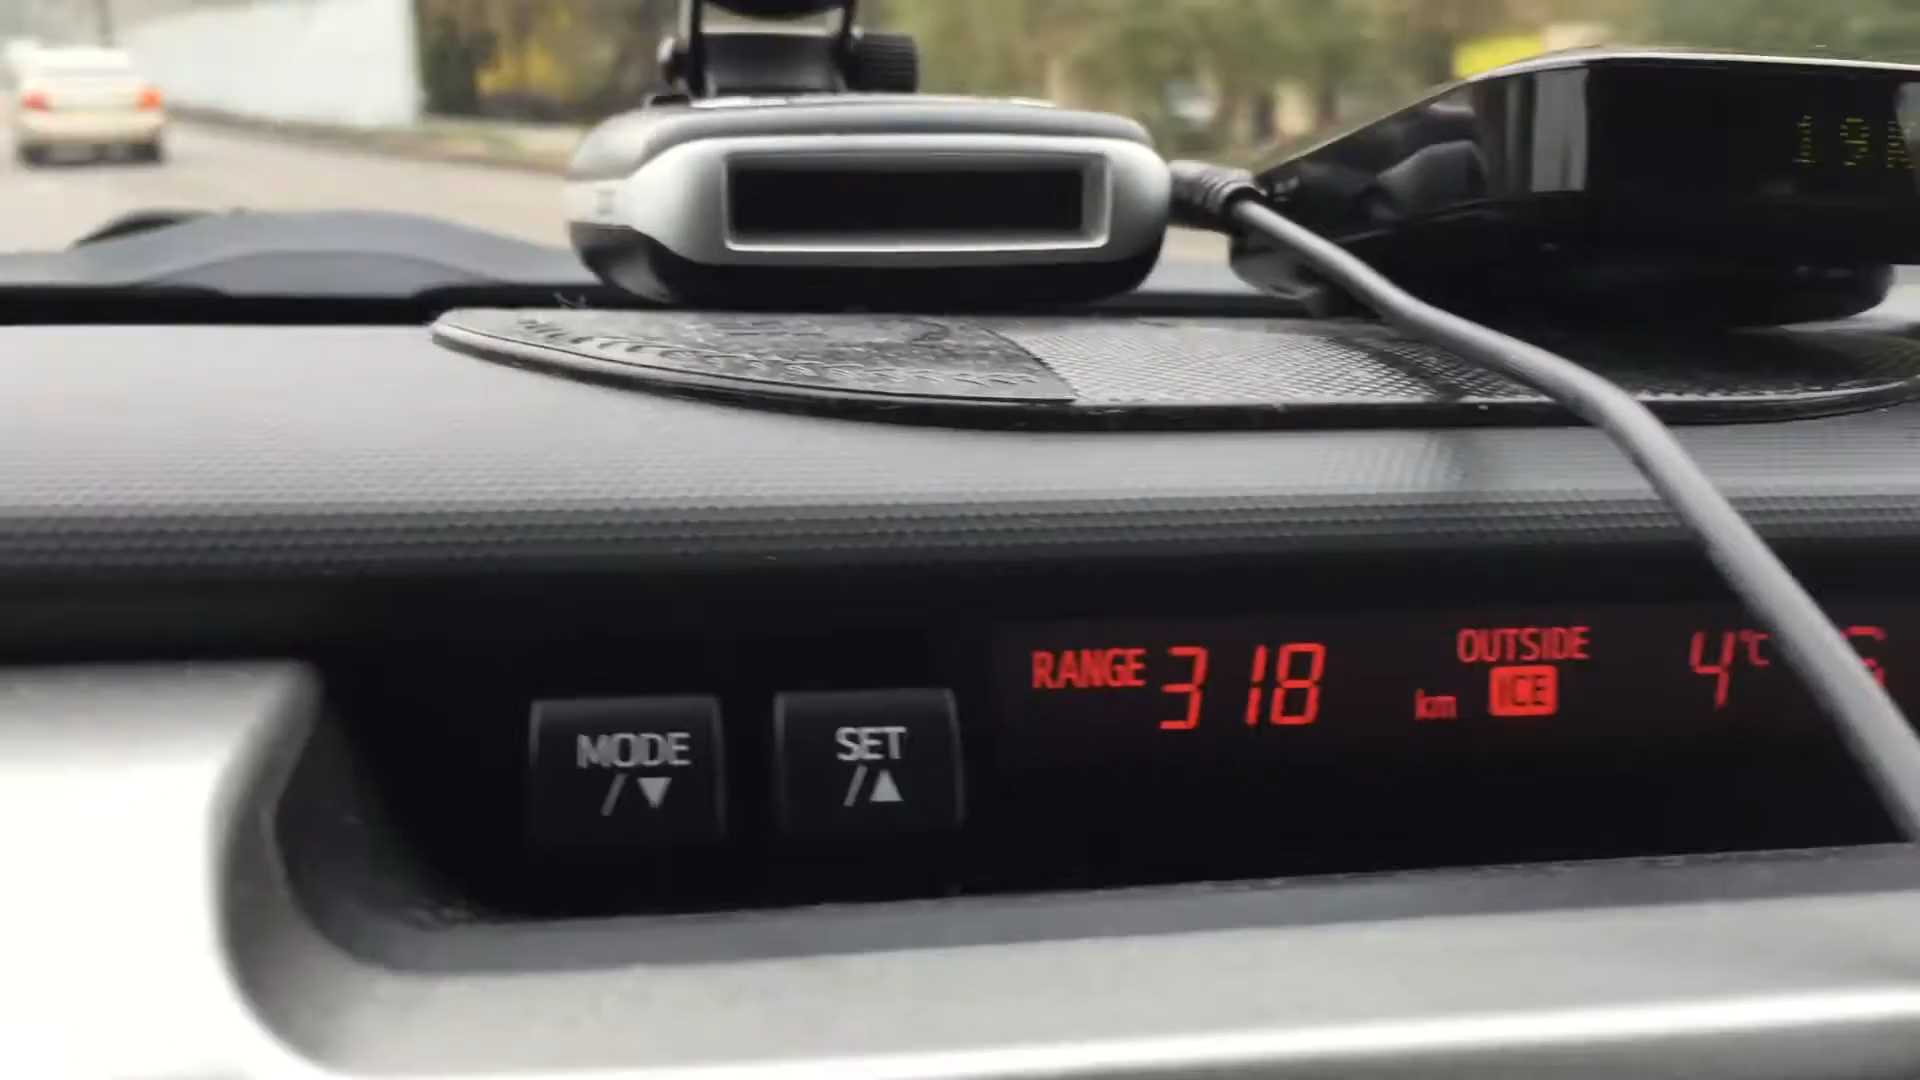 RANGE 318 km
OUTSIDE 4°C
ICE
MODE
/▼
SET
/▲